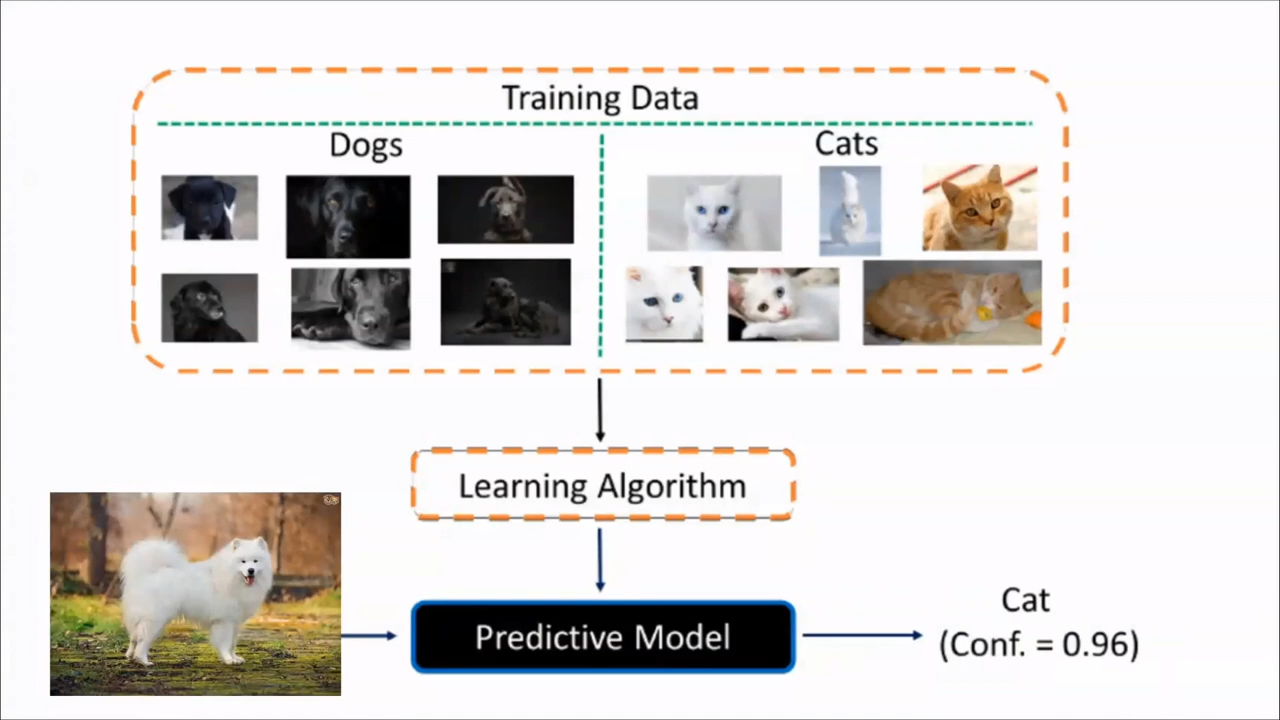 Training Data
Dogs
Cats
Learning Algorithm
Predictive Model
Cat
(Conf. = 0.96)